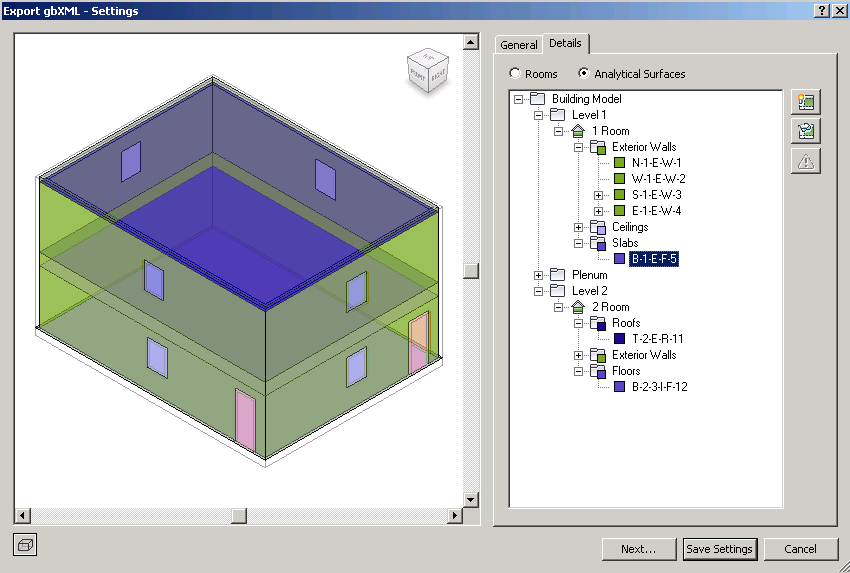 Export gbXML - Settings
General
Details
Rooms
Analytical Surfaces
FRONT
RIGHT
Building Model
Level 1
1 Room
Exterior Walls
N-1-E-W-1
W-1-E-W-2
S-1-E-W-3
E-1-E-W-4
Ceilings
Slabs
B-1-E-F-5
Plenum
Level 2
2 Room
Roofs
T-2-E-R-11
Exterior Walls
Floors
B-2-3-I-F-12
Next...
Save Settings
Cancel